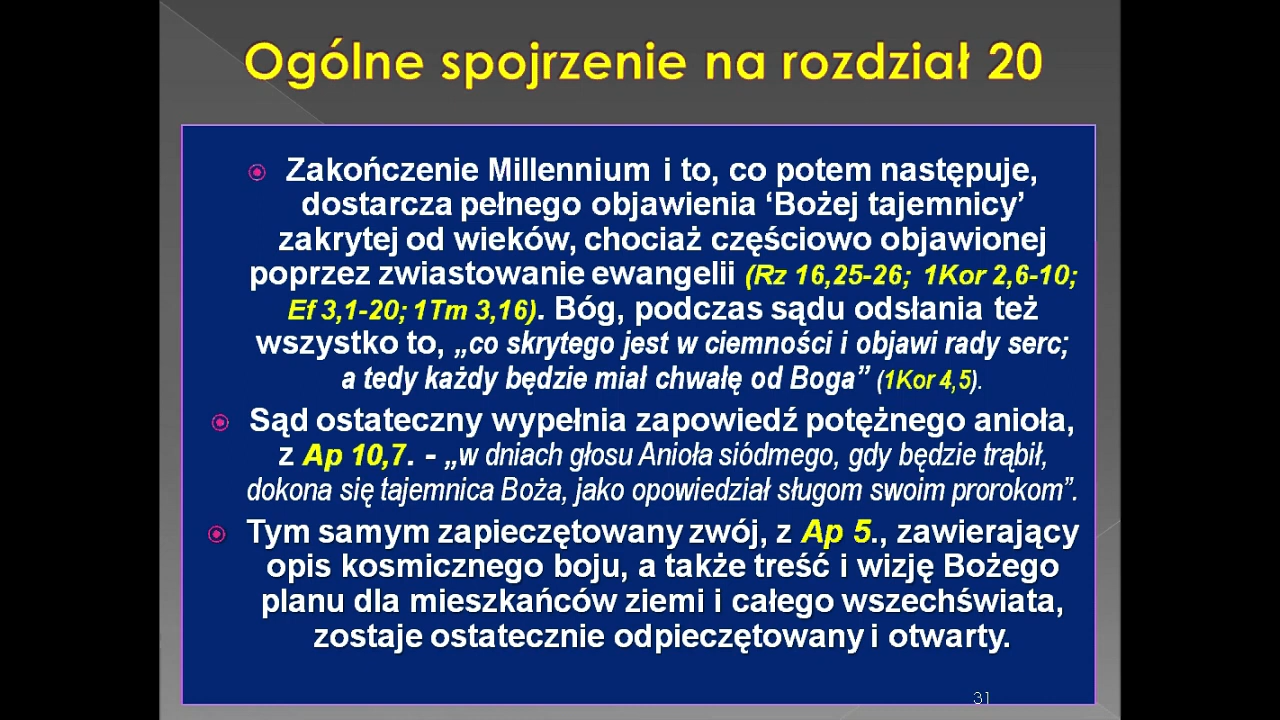 Ogólne spojrzenie na rozdział 20
Zakończenie Millennium i to, co potem następuje,
dostarcza pełnego objawienia ‘Bożej tajemnicy’
zakrytej od wieków, chociaż częściowo objawionej
poprzez zwiastowanie ewangelii (Rz 16,25-26; 1Kor 2,6-10;
Ef 3,1-20; 1Tm 3,16). Bóg, podczas sądu odsłania też
wszystko to, „co skrytego jest w ciemności i objawi rady serc;
a tedy każdy będzie miał chwałę od Boga” (1Kor 4,5).
Sąd ostateczny wypełnia zapowiedź potężnego anioła,
z Ap 10,7. - „w dniach głosu Anioła siódmego, gdy będzie trąbił,
dokona się tajemnica Boża, jako opowiedział sługom swoim prorokom”.
Tym samym zapieczętowany zwój, z Ap 5., zawierający
opis kosmicznego boju, a także treść i wizję Bożego
planu dla mieszkańców ziemi i całego wszechświata,
zostaje ostatecznie odpieczętowany i otwarty.
31